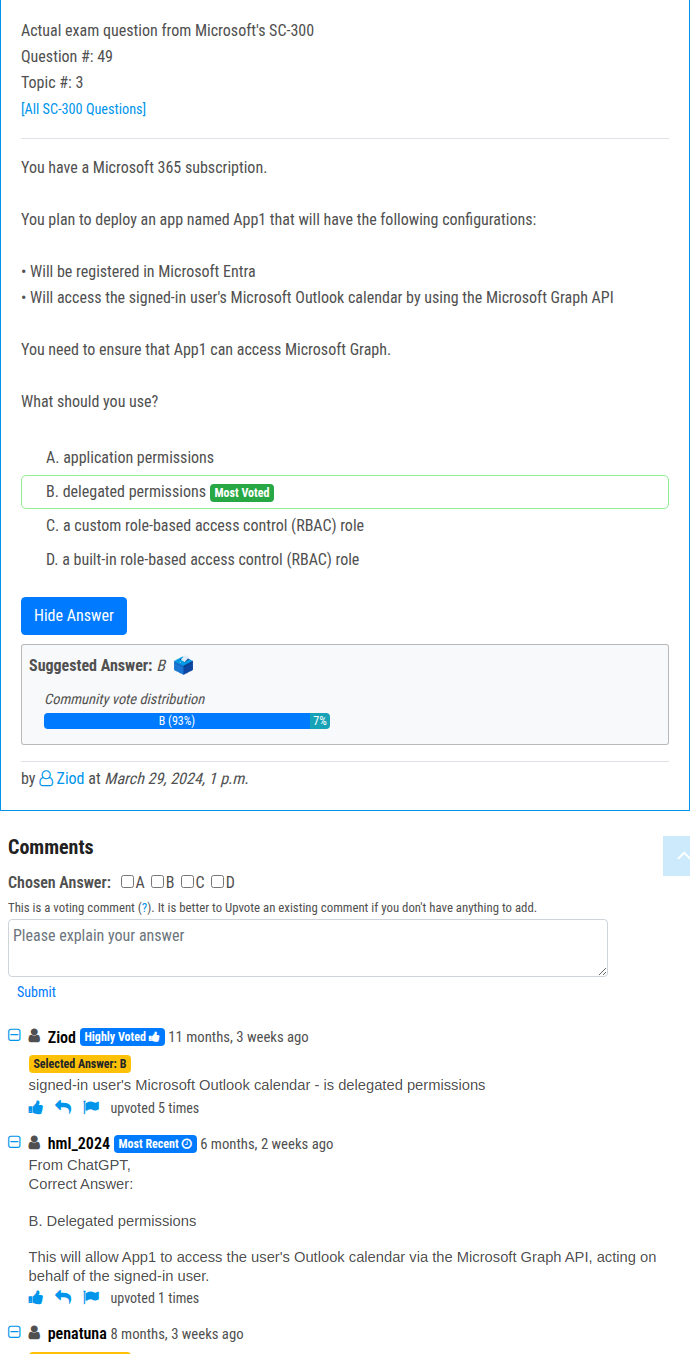 Actual exam question from Microsoft's SC-300
Question #: 49
Topic #: 3
[All SC-300 Questions]
You have a Microsoft 365 subscription.
You plan to deploy an app named App1 that will have the following configurations:
• Will be registered in Microsoft Entra
• Will access the signed-in user's Microsoft Outlook calendar by using the Microsoft Graph API
You need to ensure that App1 can access Microsoft Graph.
What should you use?
A. application permissions
B. delegated permissions Most Voted
C. a custom role-based access control (RBAC) role
D. a built-in role-based access control (RBAC) role
Hide Answer
Suggested Answer: B
Community vote distribution
B (93%) 7%
by Ziod at March 29, 2024, 1 p.m.
Comments
Chosen Answer: A B C D
This is a voting comment (?). It is better to Upvote an existing comment if you don't have anything to add.
Please explain your answer
Submit
Ziod Highly Voted 11 months, 3 weeks ago
Selected Answer: B
signed-in user's Microsoft Outlook calendar - is delegated permissions
upvoted 5 times
hml_2024 Most Recent 6 months, 2 weeks ago
From ChatGPT,
Correct Answer:
B. Delegated permissions
This will allow App1 to access the user's Outlook calendar via the Microsoft Graph API, acting on
behalf of the signed-in user.
upvoted 1 times
penatuna 8 months, 3 weeks ago